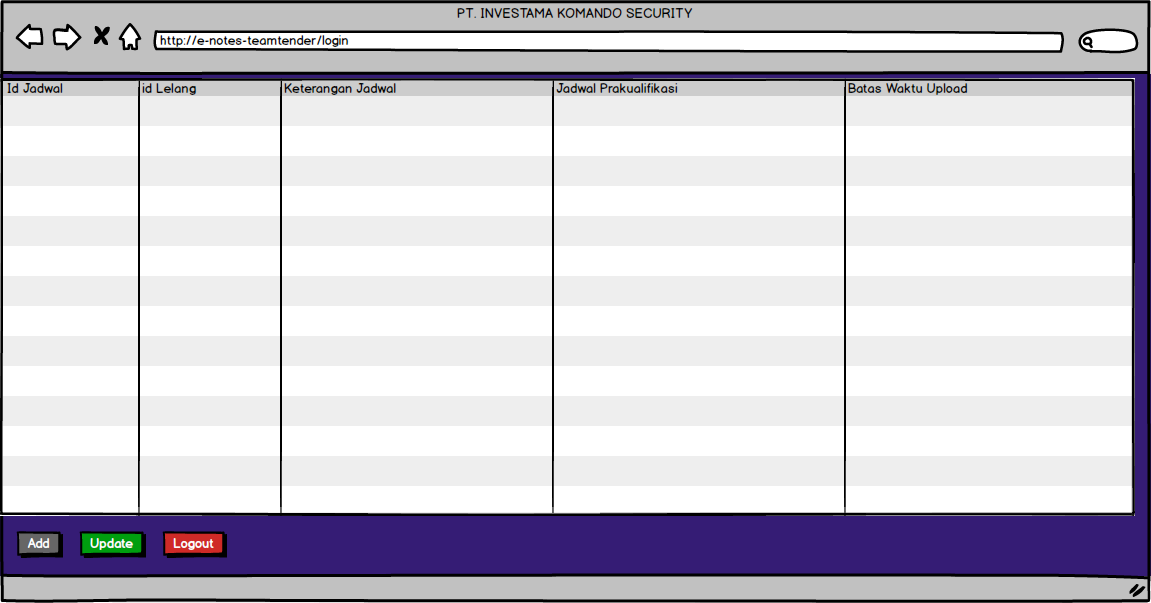 PT. INVESTAMA KOMANDO SECURITY
http://e-notes-teamtender/login
Id Jadwal id Lelang Keterangan Jadwal Jadwal Prakualifikasi Batas Waktu Upload
Add Update Logout